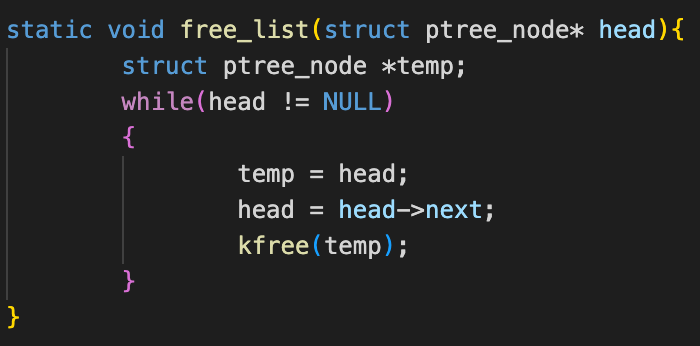 static void free_list(struct ptree_node* head){
        struct ptree_node *temp;
        while(head != NULL)
        {
                temp = head;
                head = head->next;
                kfree(temp);
        }
}